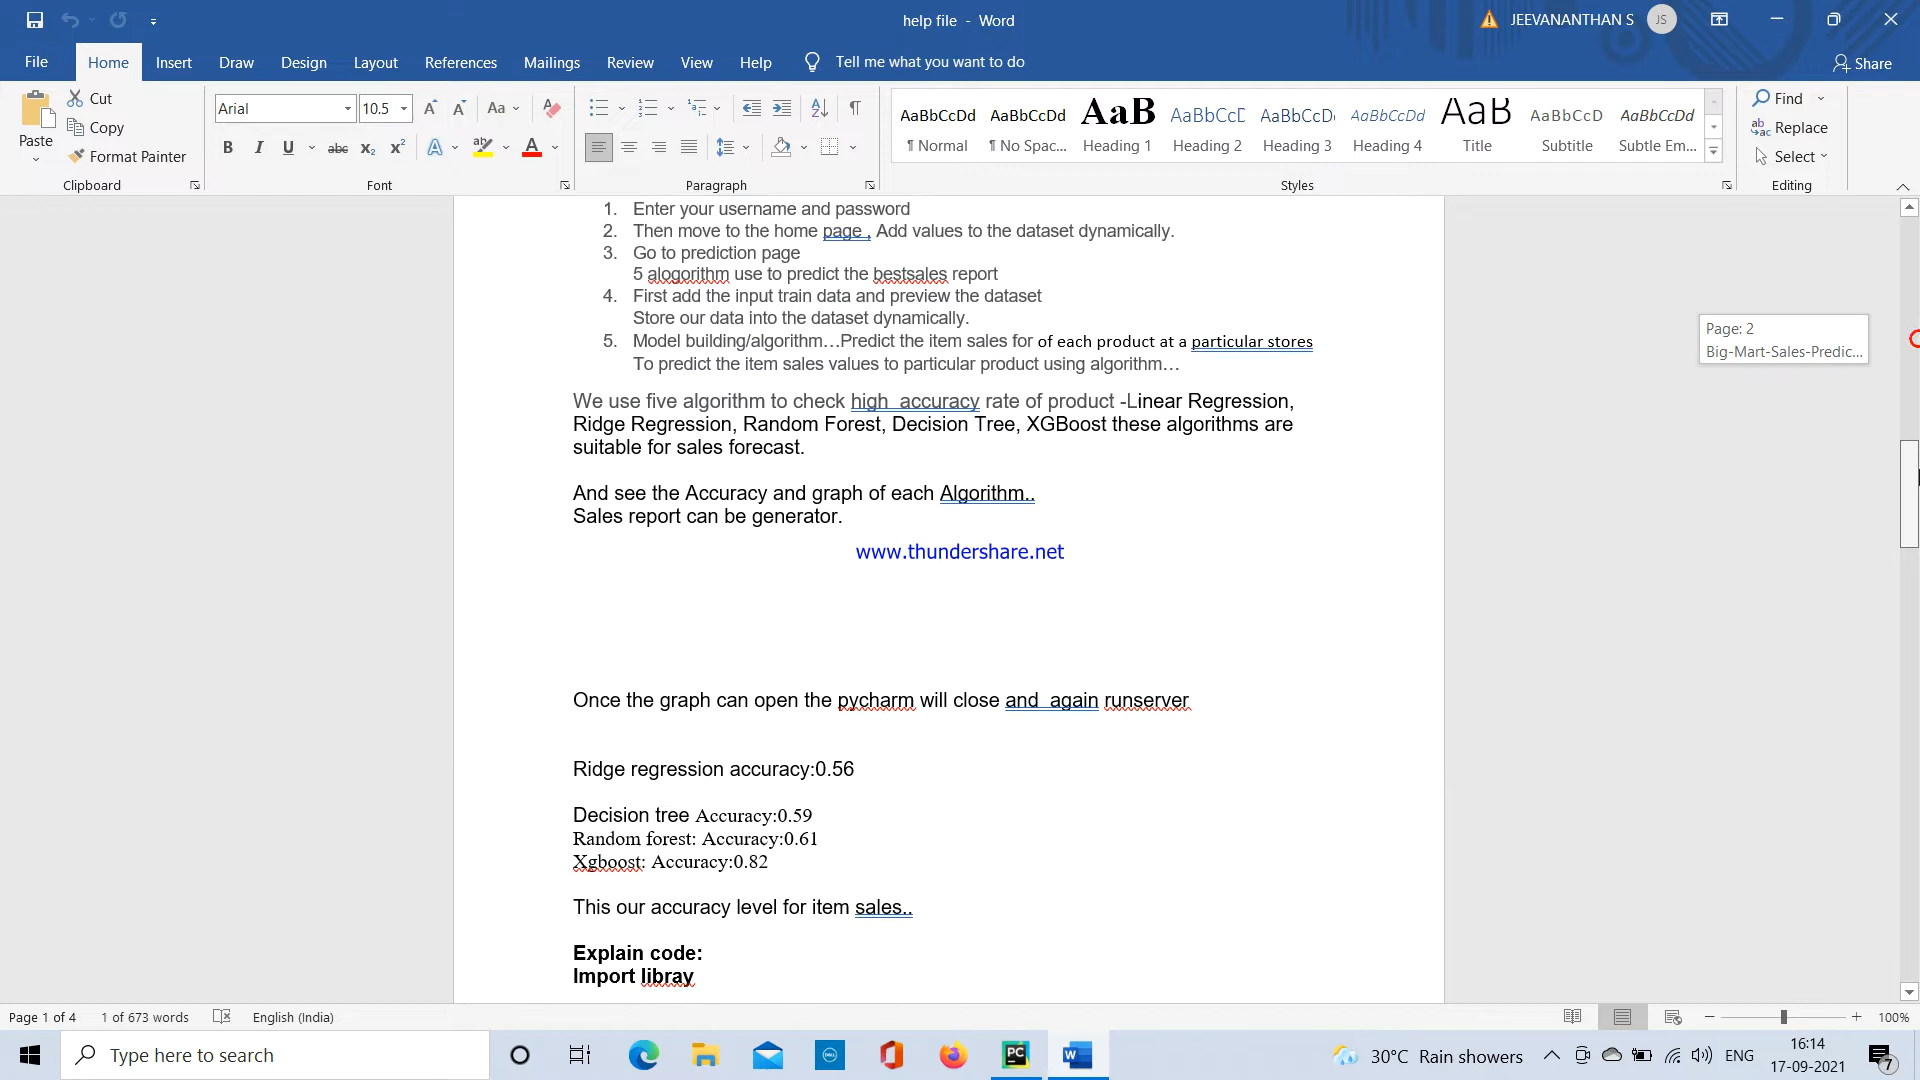 help file - Word
JEEVANANTHAN S
JS
File Home Insert Draw Design Layout References Mailings Review View Help Tell me what you want to do
Share
Paste
Cut
Copy
Format Painter
Clipboard
Arial 10.5
Font
Paragraph
AaBbCcDd AaBbCcDd AaB AaBbCcC AaBbCcDc AaBbCcDd AaB AaBbCcD AaBbCcDd
¶ Normal ¶ No Spac... Heading 1 Heading 2 Heading 3 Heading 4 Title Subtitle Subtle Em...
Styles
Find
Replace
Select
Editing
1. Enter your username and password
2. Then move to the home page , Add values to the dataset dynamically.
3. Go to prediction page
5 alogorithm use to predict the bestsales report
4. First add the input train data and preview the dataset
Store our data into the dataset dynamically.
5. Model building/algorithm…Predict the item sales for of each product at a particular stores
To predict the item sales values to particular product using algorithm…
We use five algorithm to check high accuracy rate of product -Linear Regression,
Ridge Regression, Random Forest, Decision Tree, XGBoost these algorithms are
suitable for sales forecast.
And see the Accuracy and graph of each Algorithm..
Sales report can be generator.
www.thundershare.net
Once the graph can open the pycharm will close and again runserver
Ridge regression accuracy:0.56
Decision tree Accuracy:0.59
Random forest: Accuracy:0.61
Xgboost: Accuracy:0.82
This our accuracy level for item sales..
Explain code:
Import libray
Page: 2
Big-Mart-Sales-Predic...
Page 1 of 4 1 of 673 words English (India) 100%
Type here to search
30°C Rain showers ENG
16:14
17-09-2021
7